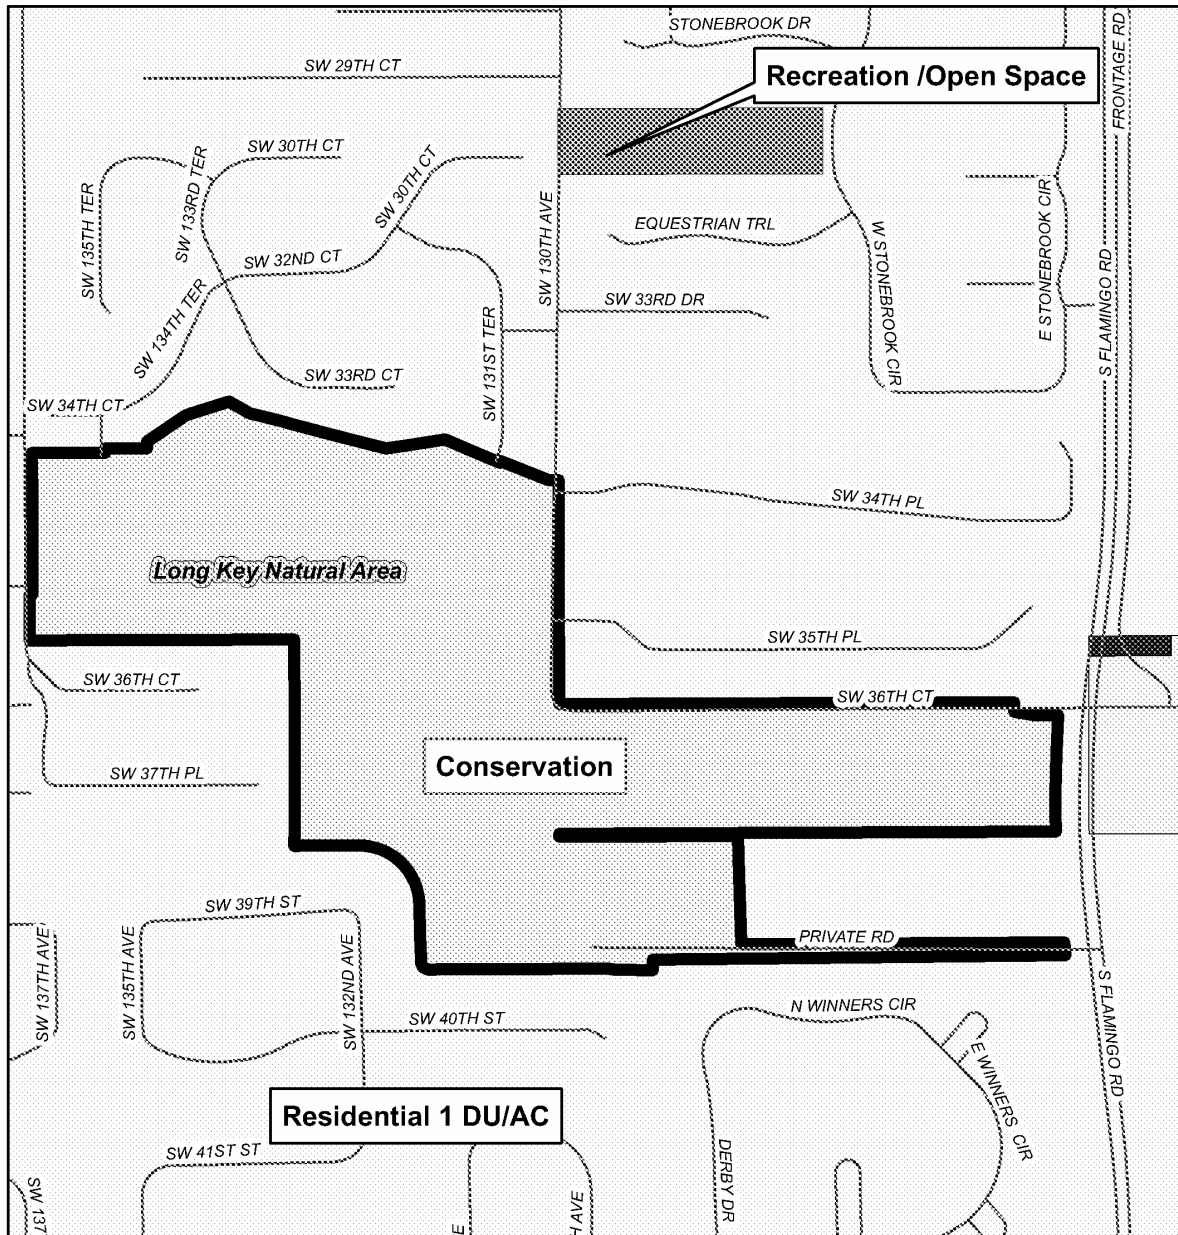 STONEBROOK DR
FRONTAGE RD
SW 29TH CT
Recreation /Open Space
SW 30TH CT
SW 133RD TER
SW 30TH CT
SW 135TH TER
SW 130TH AVE
E STONEBROOK CIR
EQUESTRIAN TRL
W STONEBROOK CIR
SW 32ND CT
S FLAMINGO RD
SW 134TH TER
SW 33RD DR
SW 131ST TER
SW 33RD CT
SW 34TH CT
SW 34TH PL
Long Key Natural Area
SW 35TH PL
SW 36TH CT
SW 36TH CT
Conservation
SW 37TH PL
SW 39TH ST
PRIVATE RD
SW 137TH AVE
SW 135TH AVE
SW 132ND AVE
S FLAMINGO RD
N WINNERS CIR
SW 40TH ST
E WINNERS CIR
Residential 1 DU/AC
SW 41ST ST
DERBY DR
SW 137
E
H AVE